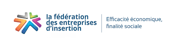 la fédération
des entreprises
d'insertion
Efficacité économique,
finalité sociale